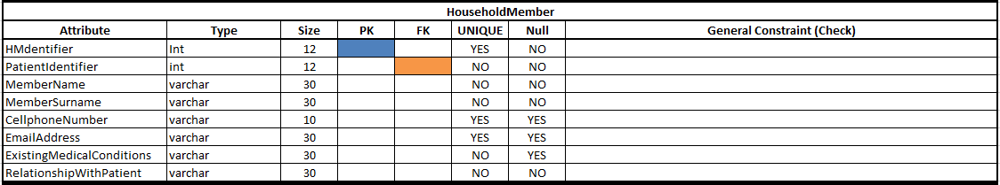 HouseholdMember
Attribute Type Size PK FK UNIQUE Null General Constraint (Check)
HMdentifier Int 12 YES NO
PatientIdentifier int 12 NO NO
MemberName varchar 30 NO NO
MemberSurname varchar 30 NO NO
CellphoneNumber varchar 10 YES YES
EmailAddress varchar 30 YES YES
ExistingMedicalConditions varchar 30 NO YES
RelationshipWithPatient varchar 30 NO NO